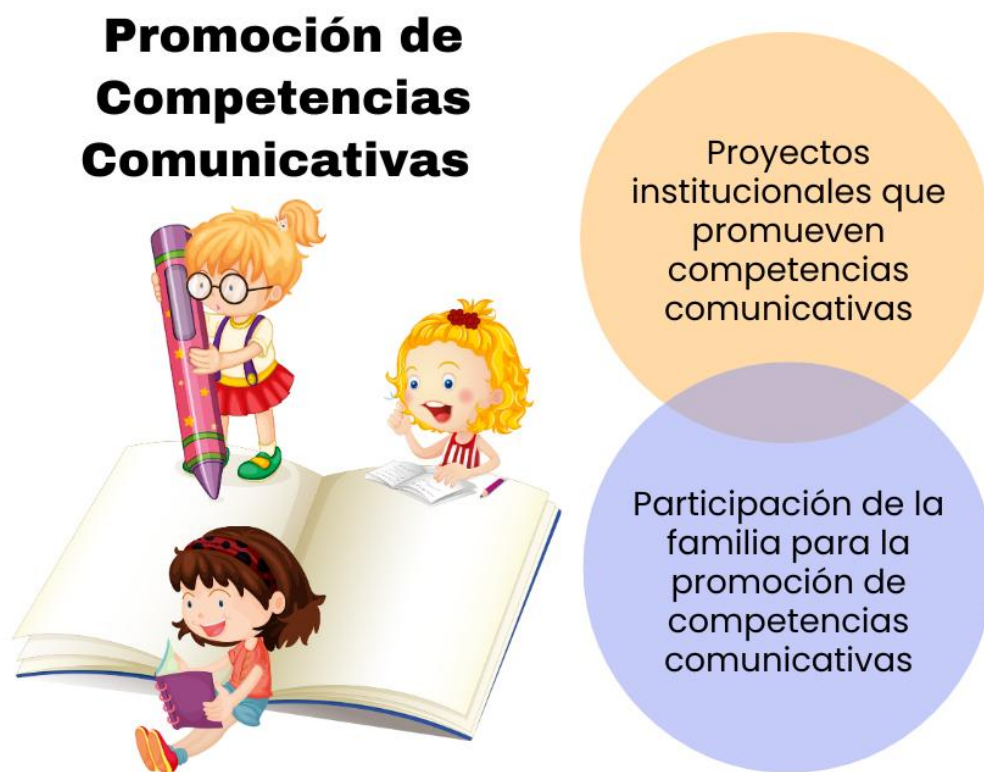 Promoción de
Competencias
Comunicativas
Proyectos
institucionales que
promueven
competencias
comunicativas
Participación de la
familia para la
promoción de
competencias
comunicativas